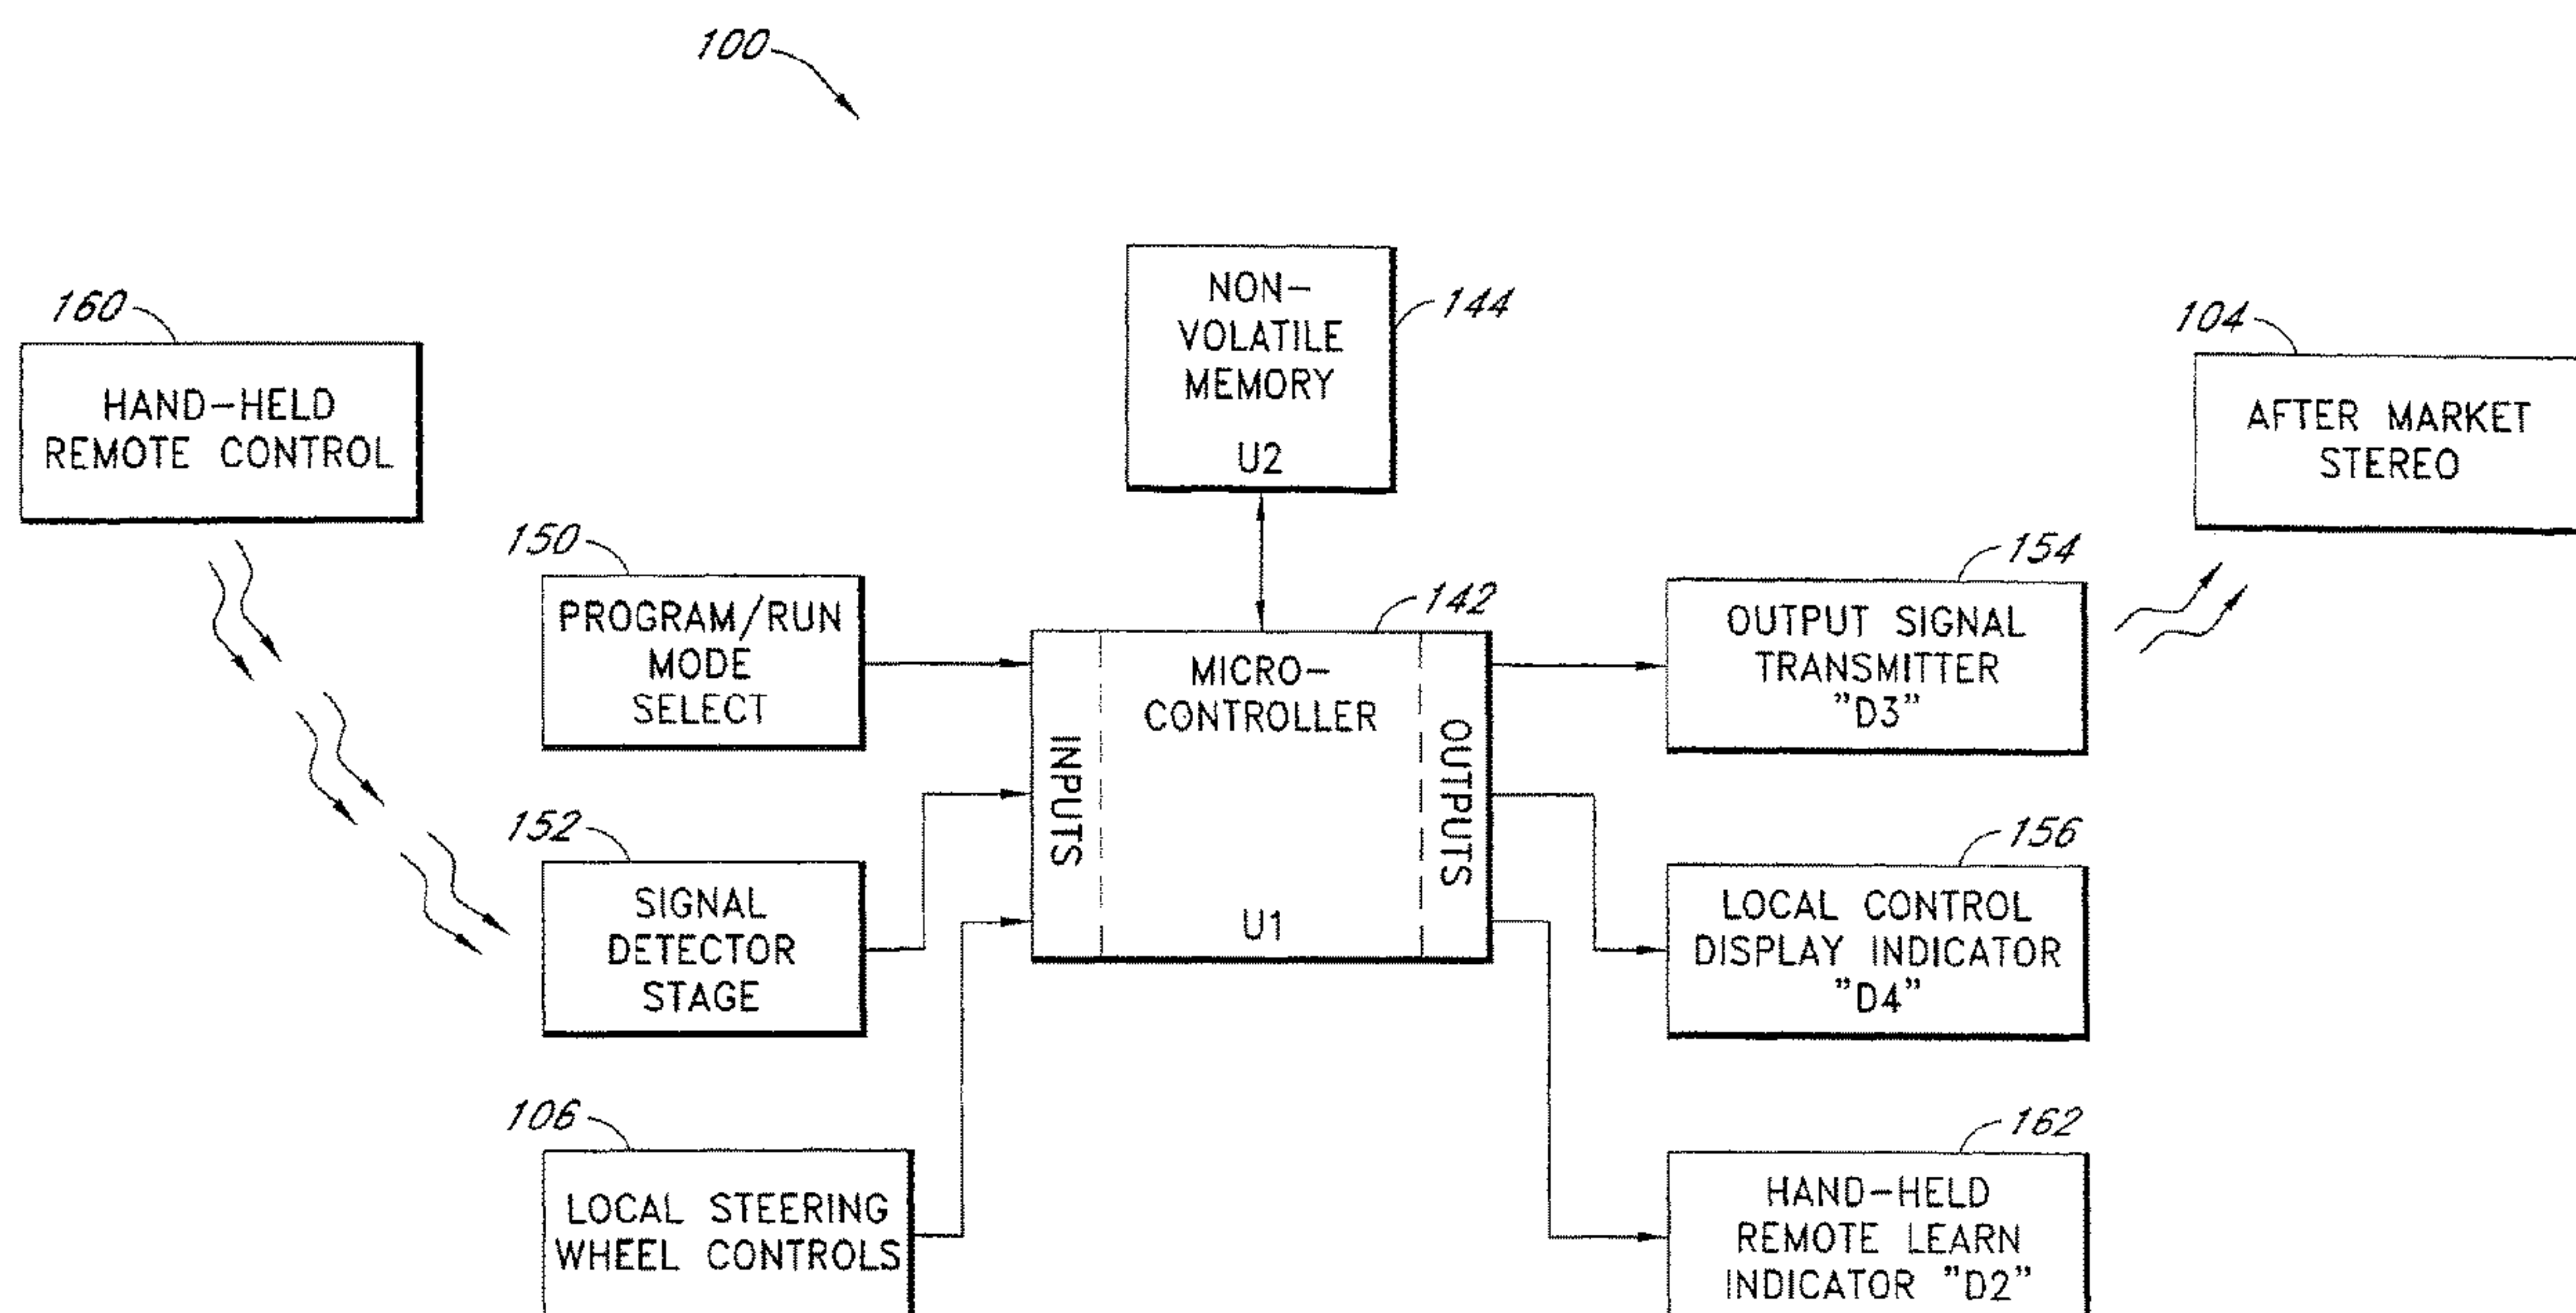 100
160
HAND-HELD
REMOTE CONTROL
NON-
VOLATILE
MEMORY
U2
144
104
AFTER MARKET
STEREO
150
PROGRAM/RUN
MODE
SELECT
142
INPUTS
MICRO-
CONTROLLER
U1
OUTPUTS
154
OUTPUT SIGNAL
TRANSMITTER
"D3"
152
SIGNAL
DETECTOR
STAGE
156
LOCAL CONTROL
DISPLAY INDICATOR
"D4"
106
LOCAL STEERING
WHEEL CONTROLS
162
HAND-HELD
REMOTE LEARN
INDICATOR "D2"